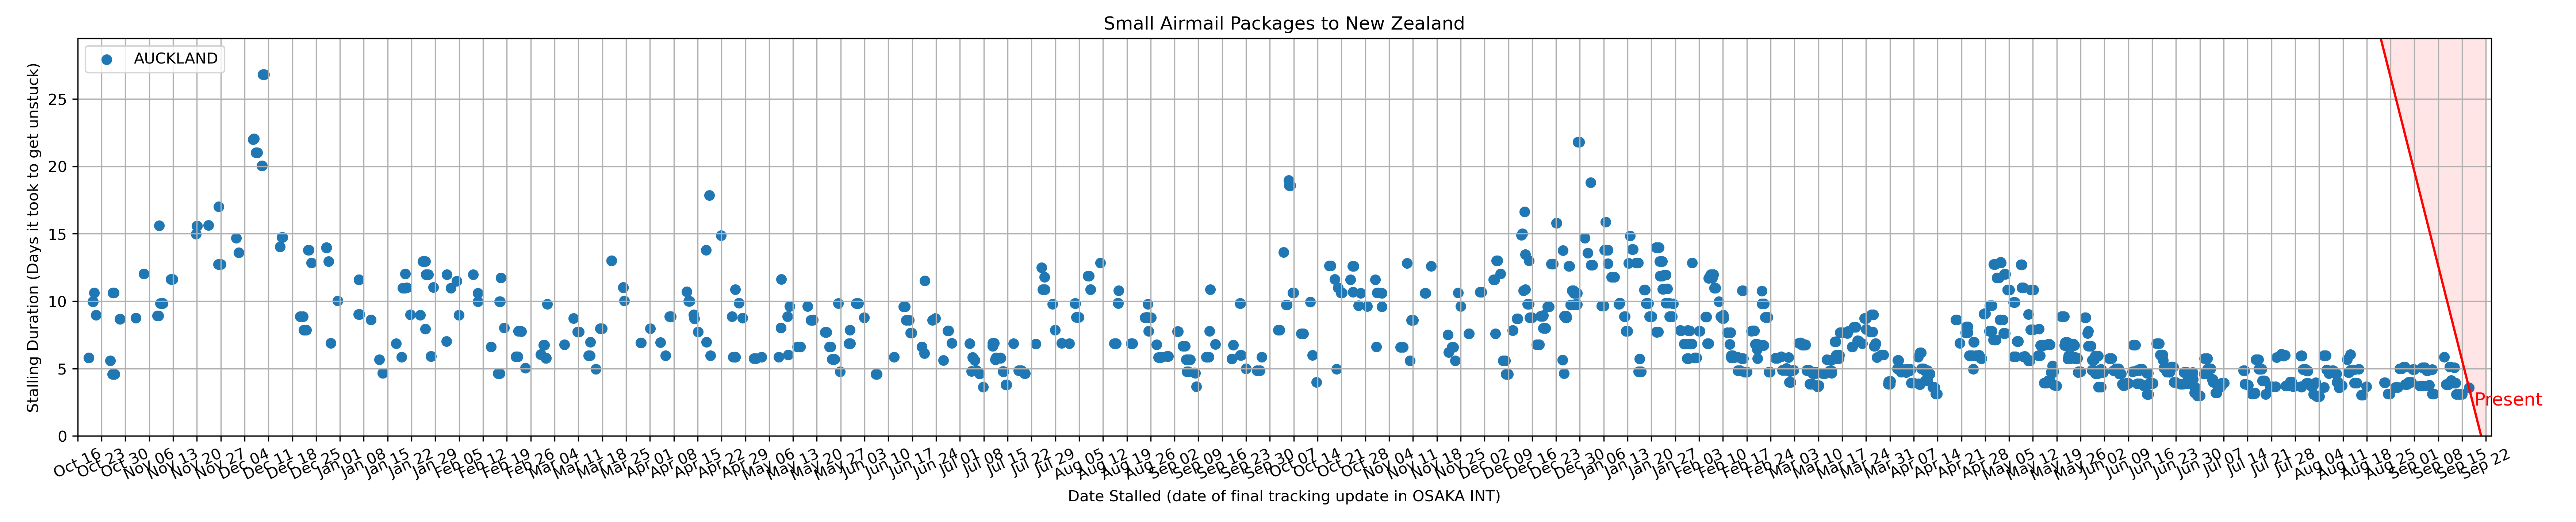 Small Airmail Packages to New Zealand
AUCKLAND
Stalling Duration (Days it took to get unstuck)
25
20
15
10
5
0
Present
Oct 16 Oct 23 Oct 30 Nov 06 Nov 13 Nov 20 Nov 27 Dec 04 Dec 11 Dec 18 Dec 25 Jan 01 Jan 08 Jan 15 Jan 22 Jan 29 Feb 05 Feb 12 Feb 19 Feb 26 Mar 04 Mar 11 Mar 18 Mar 25 Apr 01 Apr 08 Apr 15 Apr 22 Apr 29 May 06 May 13 May 20 May 27 Jun 03 Jun 10 Jun 17 Jun 24 Jul 01 Jul 08 Jul 15 Jul 22 Jul 29 Aug 05 Aug 12 Aug 19 Aug 26 Sep 02 Sep 09 Sep 16 Sep 23 Sep 30 Oct 07 Oct 14 Oct 21 Oct 28 Nov 04 Nov 11 Nov 18 Nov 25 Dec 02 Dec 09 Dec 16 Dec 23 Dec 30 Jan 06 Jan 13 Jan 20 Jan 27 Feb 03 Feb 10 Feb 17 Feb 24 Mar 03 Mar 10 Mar 17 Mar 24 Mar 31 Apr 07 Apr 14 Apr 21 Apr 28 May 05 May 12 May 19 May 26 Jun 02 Jun 09 Jun 16 Jun 23 Jun 30 Jul 07 Jul 14 Jul 21 Jul 28 Aug 04 Aug 11 Aug 18 Aug 25 Sep 01 Sep 08 Sep 15 Sep 22
Date Stalled (date of final tracking update in OSAKA INT)